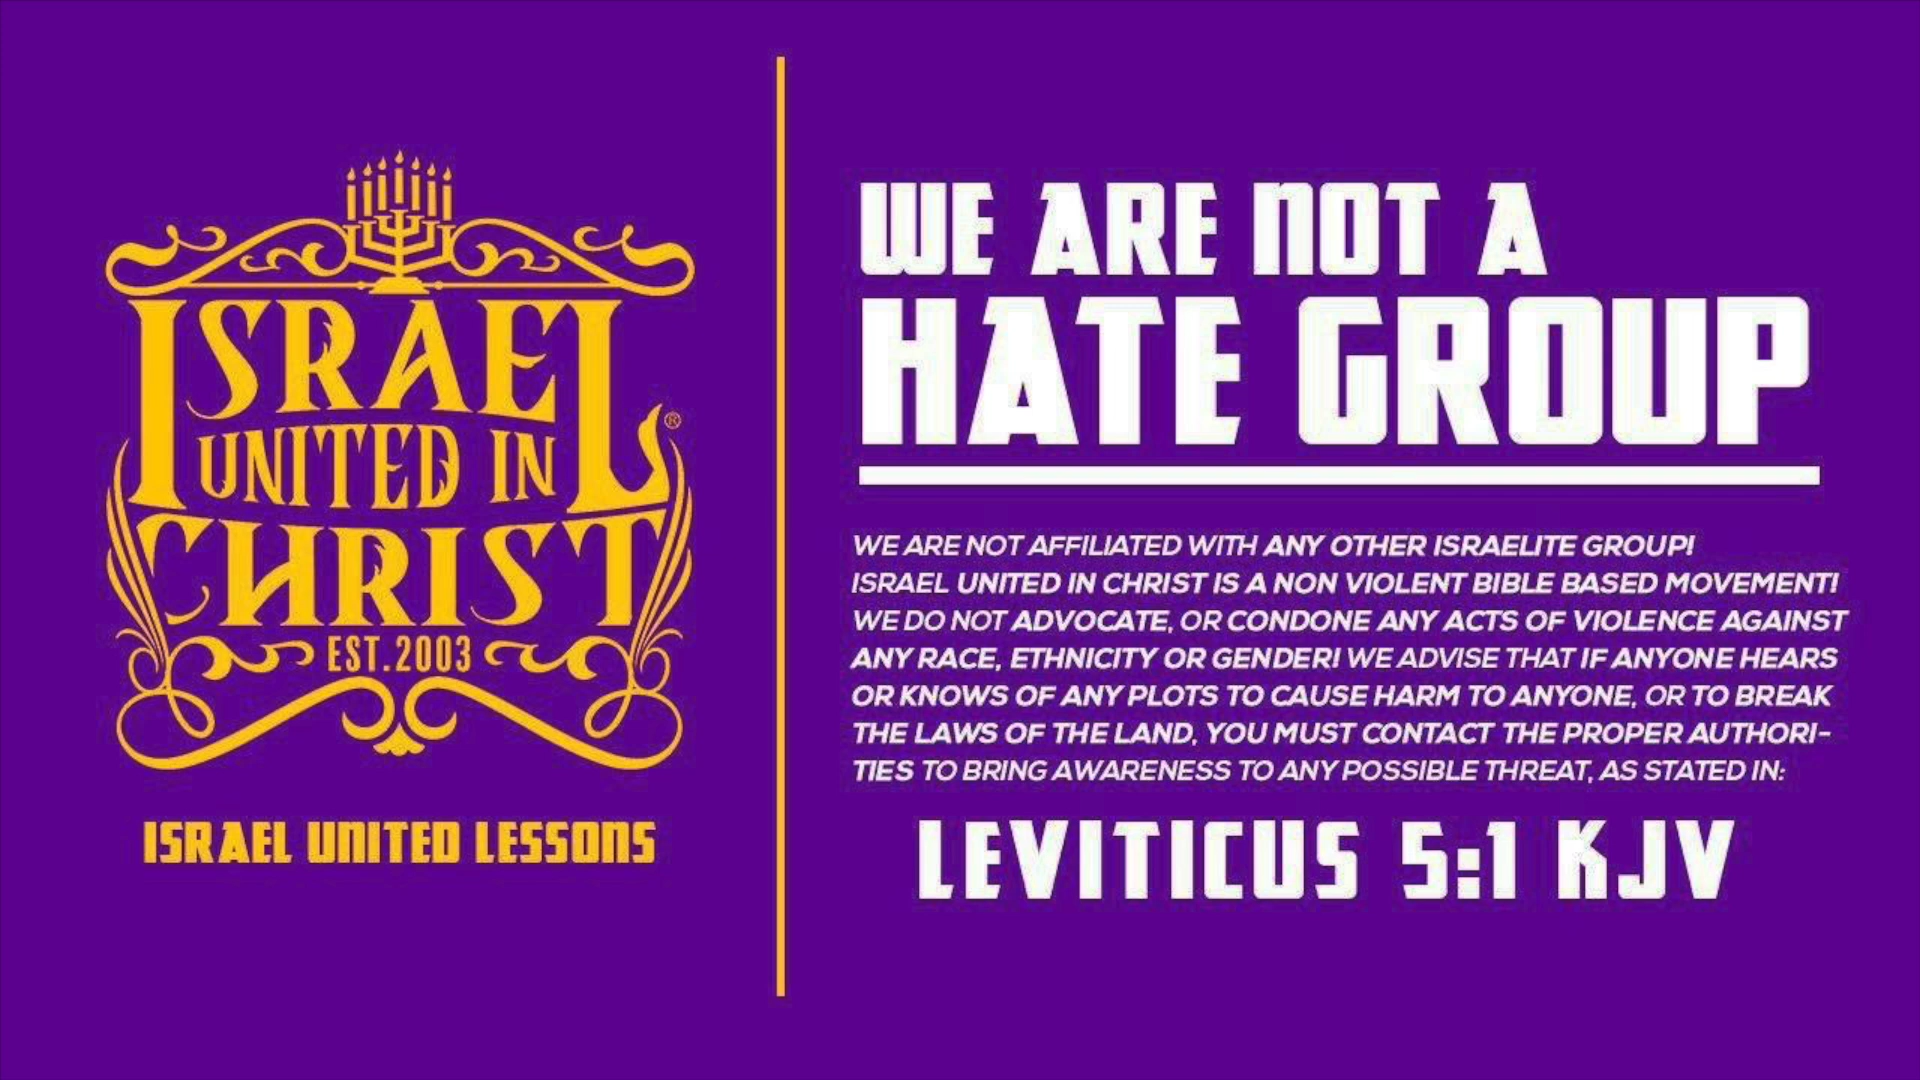 ISRAEL
UNITED IN
CHRIST
®
EST.2003
ISRAEL UNITED LESSONS
WE ARE NOT A
HATE GROUP
WE ARE NOT AFFILIATED WITH ANY OTHER ISRAELITE GROUP!
ISRAEL UNITED IN CHRIST IS A NON VIOLENT BIBLE BASED MOVEMENT!
WE DO NOT ADVOCATE, OR CONDONE ANY ACTS OF VIOLENCE AGAINST
ANY RACE, ETHNICITY OR GENDER! WE ADVISE THAT IF ANYONE HEARS
OR KNOWS OF ANY PLOTS TO CAUSE HARM TO ANYONE, OR TO BREAK
THE LAWS OF THE LAND, YOU MUST CONTACT THE PROPER AUTHORI-
TIES TO BRING AWARENESS TO ANY POSSIBLE THREAT, AS STATED IN:
LEVITICUS 5:1 KJV